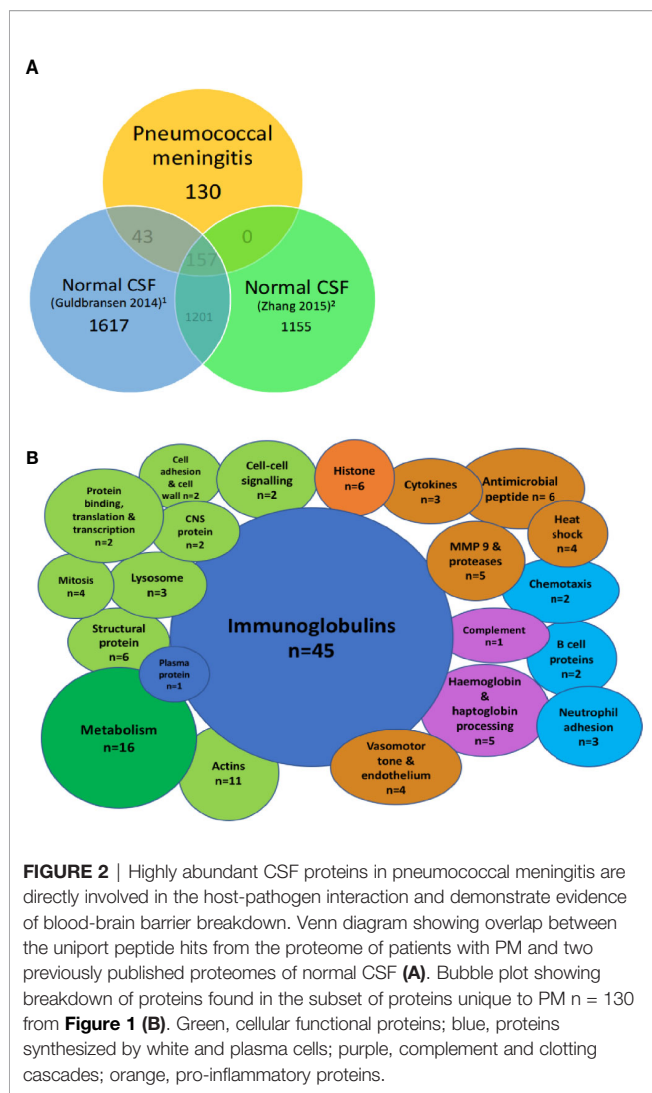 A
Pneumococcal
meningitis
130
43
0
157
Normal CSF
(Guldbransen 2014)1
1617
1201
Normal CSF
(Zhang 2015)2
1155
B
Cell
adhesion
& cell
wall n=2
Cell-cell
signalling
n=2
Histone
n=6
Cytokines
n=3
Antimicrobial
peptide n= 6
Protein binding,
translation &
transcription
n=2
CNS
protein
n=2
MMP 9 &
proteases
n=5
Heat
shock
n=4
Mitosis
n=4
Lysosome
n=3
Chemotaxis
n=2
Immunoglobulins
n=45
Structural
protein
n=6
Complement
n=1
B cell
proteins
n=2
Plasma
protein
n=1
Haemoglobin
&
haptoglobin
processing
n=5
Neutrophil
adhesion
n=3
Metabolism
n=16
Actins
n=11
Vasomotor
tone &
endothelium
n=4
FIGURE 2 | Highly abundant CSF proteins in pneumococcal meningitis are
directly involved in the host-pathogen interaction and demonstrate evidence
of blood-brain barrier breakdown. Venn diagram showing overlap between
the uniport peptide hits from the proteome of patients with PM and two
previously published proteomes of normal CSF (A). Bubble plot showing
breakdown of proteins found in the subset of proteins unique to PM n = 130
from Figure 1 (B). Green, cellular functional proteins; blue, proteins
synthesized by white and plasma cells; purple, complement and clotting
cascades; orange, pro-inflammatory proteins.